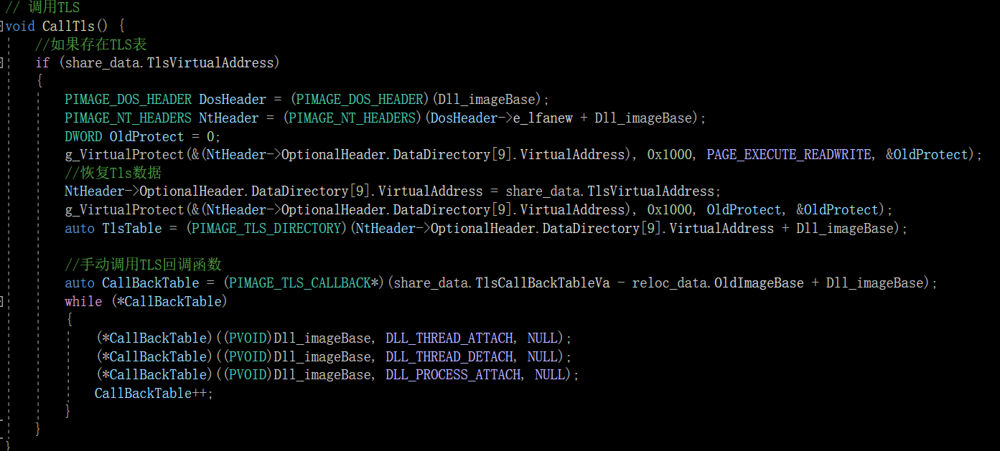 // 调用TLS
void CallTls() {
//如果存在TLS表
if (share_data.TlsVirtualAddress)
{
PIMAGE_DOS_HEADER DosHeader = (PIMAGE_DOS_HEADER)(Dll_imageBase);
PIMAGE_NT_HEADERS NtHeader = (PIMAGE_NT_HEADERS)(DosHeader->e_lfanew + Dll_imageBase);
DWORD OldProtect = 0;
g_VirtualProtect(&(NtHeader->OptionalHeader.DataDirectory[9].VirtualAddress), 0x1000, PAGE_EXECUTE_READWRITE, &OldProtect);
//恢复Tls数据
NtHeader->OptionalHeader.DataDirectory[9].VirtualAddress = share_data.TlsVirtualAddress;
g_VirtualProtect(&(NtHeader->OptionalHeader.DataDirectory[9].VirtualAddress), 0x1000, OldProtect, &OldProtect);
auto TlsTable = (PIMAGE_TLS_DIRECTORY)(NtHeader->OptionalHeader.DataDirectory[9].VirtualAddress + Dll_imageBase);
//手动调用TLS回调函数
auto CallBackTable = (PIMAGE_TLS_CALLBACK*)(share_data.TlsCallBackTableVa - reloc_data.OldImageBase + Dll_imageBase);
while (*CallBackTable)
{
(*CallBackTable)((PVOID)Dll_imageBase, DLL_THREAD_ATTACH, NULL);
(*CallBackTable)((PVOID)Dll_imageBase, DLL_THREAD_DETACH, NULL);
(*CallBackTable)((PVOID)Dll_imageBase, DLL_PROCESS_ATTACH, NULL);
CallBackTable++;
}
}
}